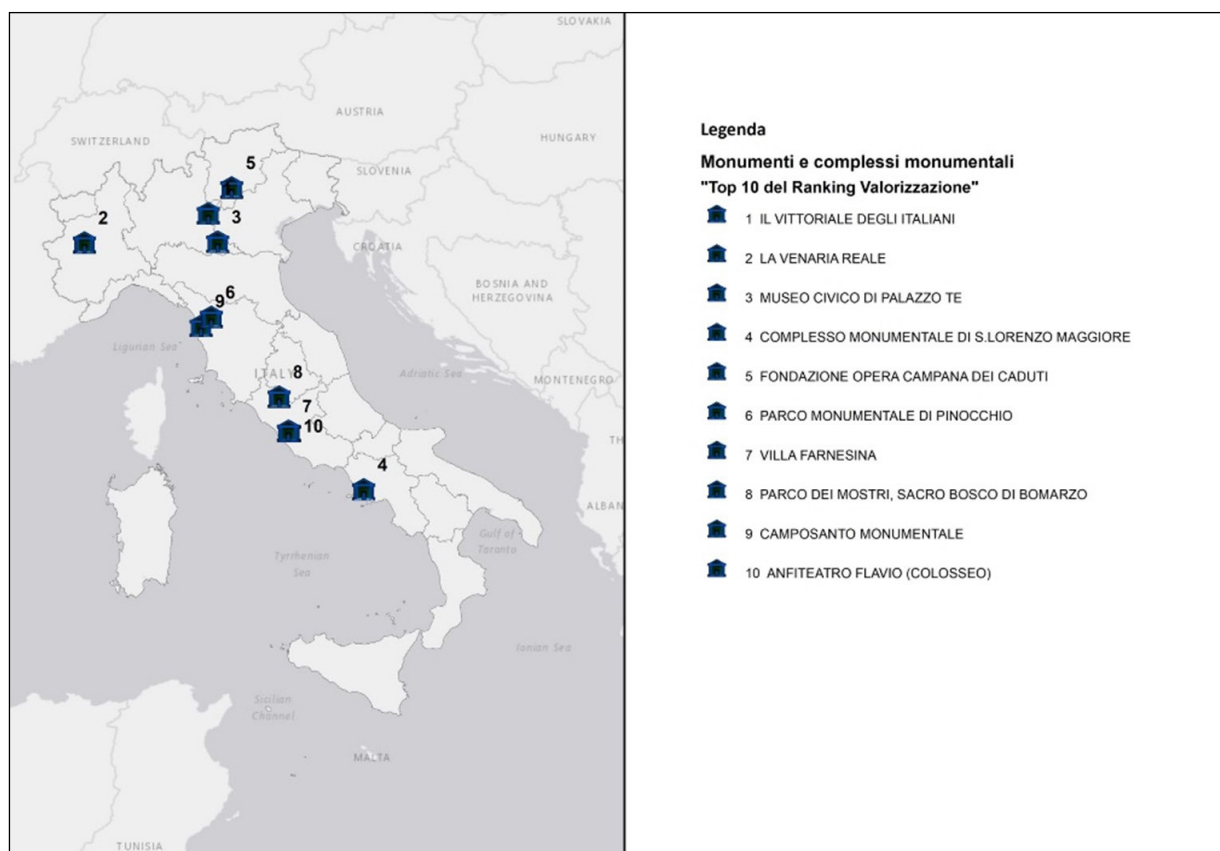 SLOVAKIA
AUSTRIA
SWITZERLAND
HUNGARY
5
SLOVENIA
2
1
3
CROATIA
BOSNIA AND
HERZEGOVINA
6
9
Ligurian Sea
ITALY
8
Adriatic Sea
MONTENEGRO
7
10
TH
4
ALBAN
Gulf of
Taranto
Tyrrhenian
Sea
Ionian Sea
Sicilian
Channel
MALTA
TUNISIA
Legenda
Monumenti e complessi monumentali
"Top 10 del Ranking Valorizzazione"
1 IL VITTORIALE DEGLI ITALIANI
2 LA VENARIA REALE
3 MUSEO CIVICO DI PALAZZO TE
4 COMPLESSO MONUMENTALE DI S.LORENZO MAGGIORE
5 FONDAZIONE OPERA CAMPANA DEI CADUTI
6 PARCO MONUMENTALE DI PINOCCHIO
7 VILLA FARNESINA
8 PARCO DEI MOSTRI, SACRO BOSCO DI BOMARZO
9 CAMPOSANTO MONUMENTALE
10 ANFITEATRO FLAVIO (COLOSSEO)